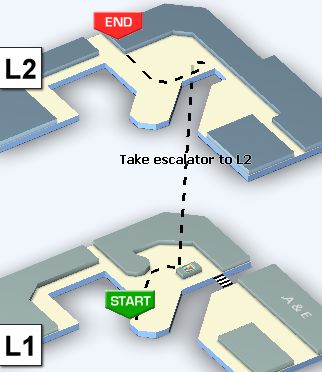 END
L2
Take escalator to L2
START
A & E
L1